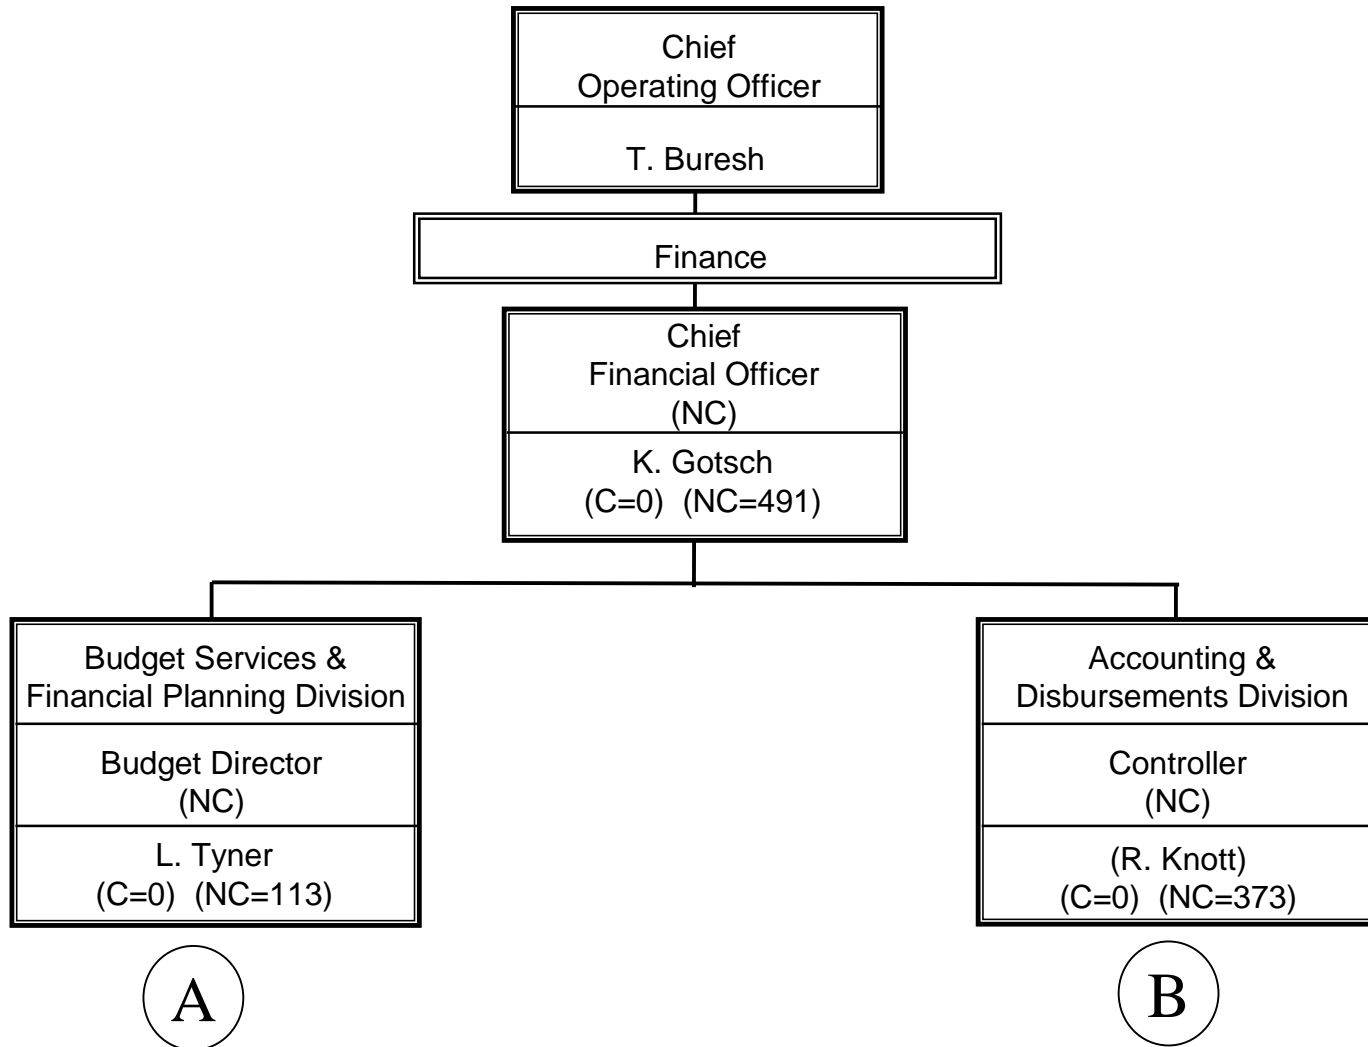 Chief
Operating Officer
T. Buresh
Finance
Chief
Financial Officer
(NC)
K. Gotsch
(C=0)  (NC=491)
Budget Services &
Financial Planning Division
Budget Director
(NC)
L. Tyner
(C=0)  (NC=113)
A
Accounting &
Disbursements Division
Controller
(NC)
(R. Knott)
(C=0)  (NC=373)
B